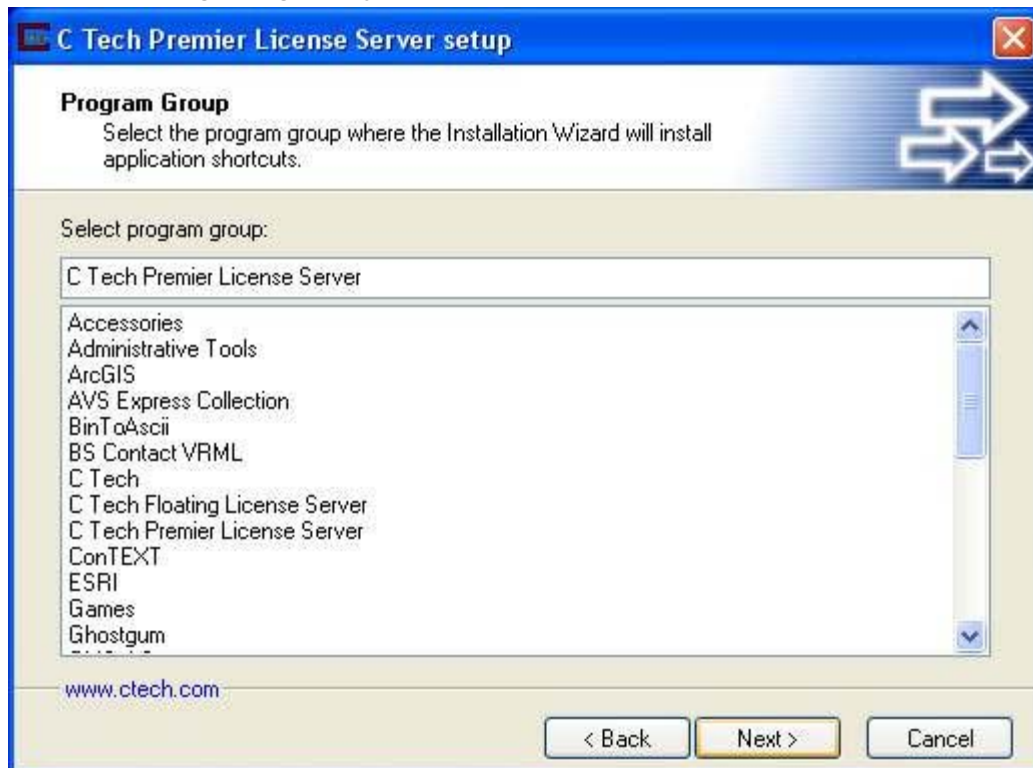 C Tech Premier License Server setup
Program Group
Select the program group where the Installation Wizard will install
application shortcuts.
Select program group:
C Tech Premier License Server
Accessories
Administrative Tools
ArcGIS
AVS Express Collection
BinToAscii
BS Contact VRML
C Tech
C Tech Floating License Server
C Tech Premier License Server
ConTEXT
ESRI
Games
Ghostgum
www.ctech.com
< Back
Next >
Cancel